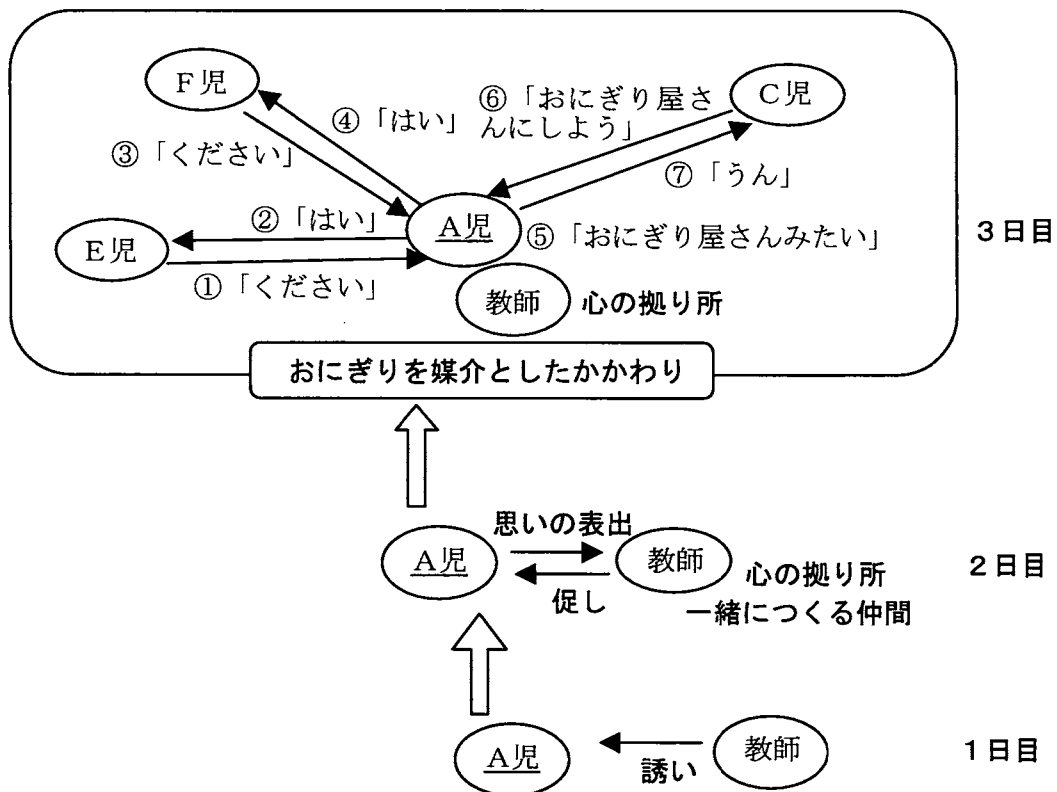 F児
C児
④「はい」
⑥「おにぎり屋さ
んにしよう」
③「ください」
⑦「うん」
②「はい」
A児
⑤「おにぎり屋さんみたい」
3日目
E児
①「ください」
教師
心の拠り所
おにぎりを媒介としたかかわり
思いの表出
A児
教師
2日目
心の拠り所
促し
一緒につくる仲間
A児
教師
1日目
誘い